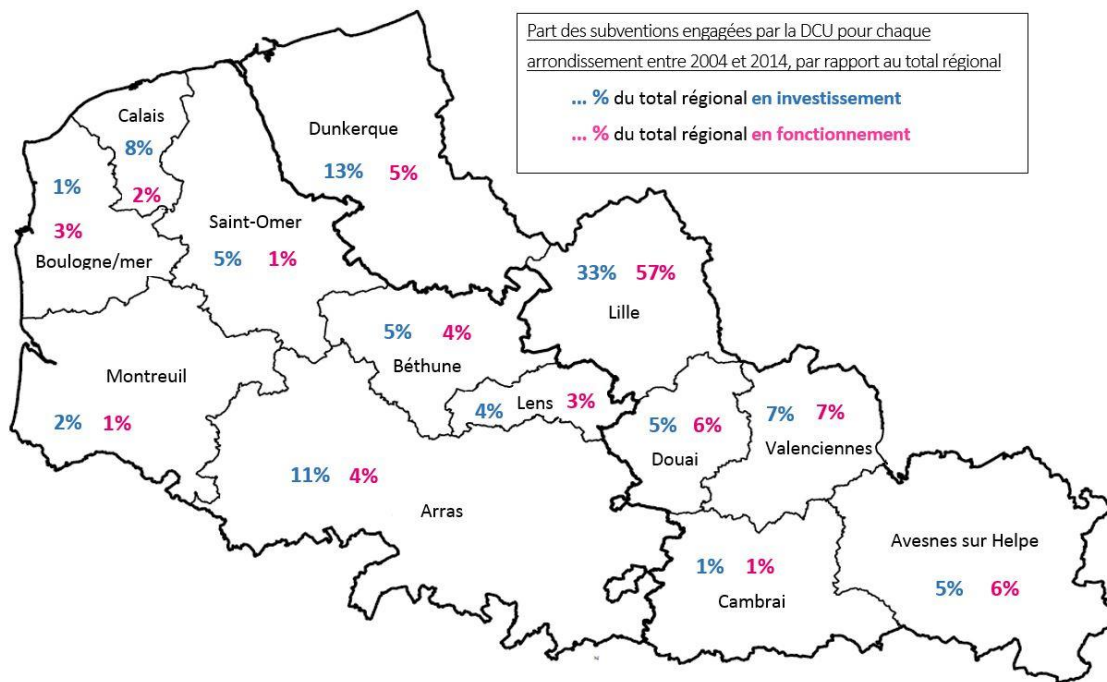 Part des subventions engagées par la DCU pour chaque
arrondissement entre 2004 et 2014, par rapport au total régional
... % du total régional en investissement
... % du total régional en fonctionnement
Calais
8%
2%
Dunkerque
13% 5%
1%
3%
Boulogne/mer
Saint-Omer
5% 1%
33% 57%
Lille
5% 4%
Béthune
Montreuil
2% 1%
Lens
4% 3%
5% 6%
Douai
7% 7%
Valenciennes
11% 4%
Arras
Avesnes sur Helpe
5% 6%
1% 1%
Cambrai